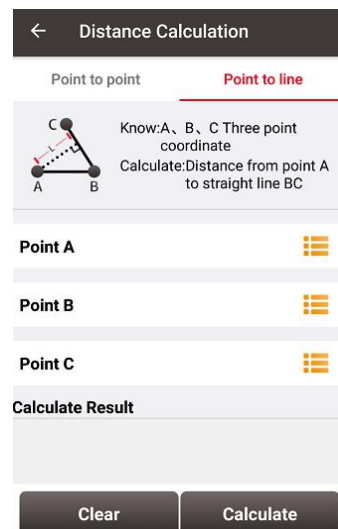 Distance Calculation
Point to point
Point to line
Know:A、B、C Three point
coordinate
Calculate:Distance from point A
to straight line BC
C
L
A
B
Point A
Point B
Point C
Calculate Result
Clear
Calculate